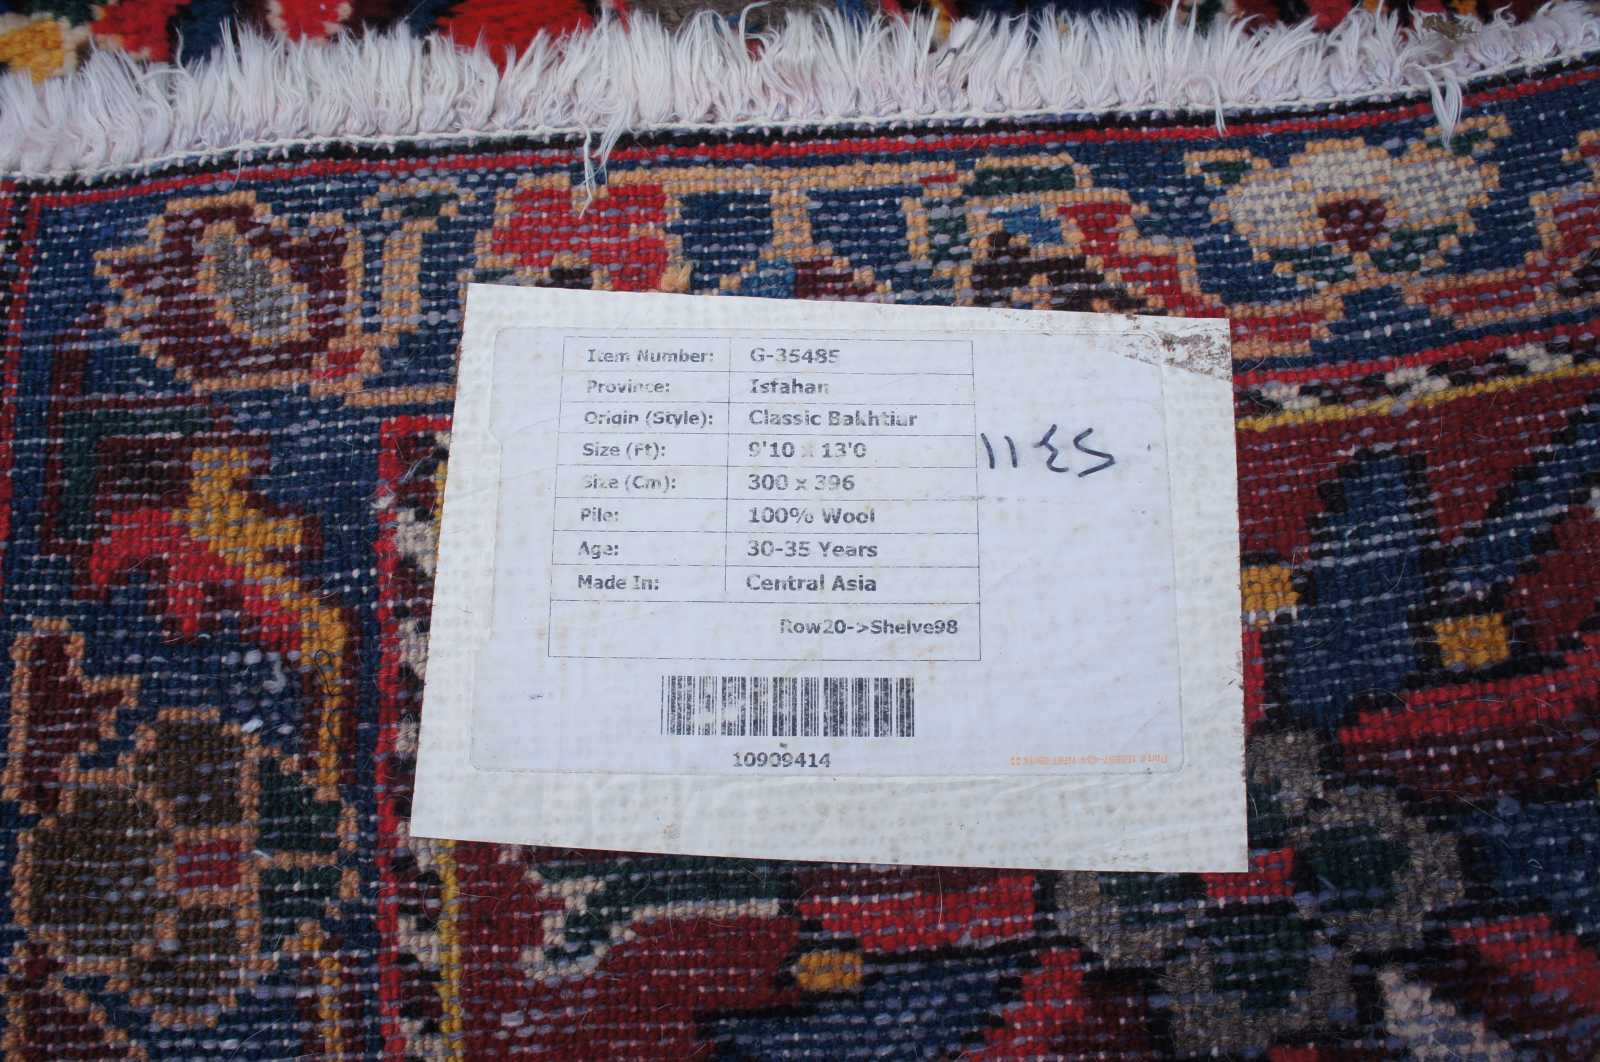 Item Number: G-35485
Province: Isfahan
Origin (Style): Classic Bakhtiar
Size (Ft): 9'10 x 13'0
Size (Cm): 300 x 396
Pile: 100% Wool
Age: 30-35 Years
Made In: Central Asia
Row20->Shelve98
10909414